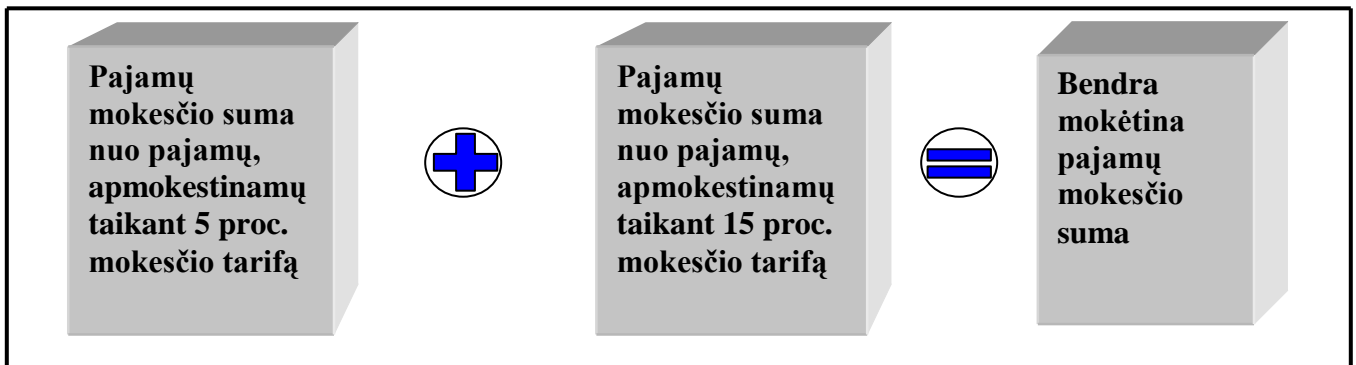 Pajamų
mokesčio suma
nuo pajamų,
apmokestinamų
taikant 5 proc.
mokesčio tarifą
Pajamų
mokesčio suma
nuo pajamų,
apmokestinamų
taikant 15 proc.
mokesčio tarifą
Bendra
mokėtina
pajamų
mokesčio
suma